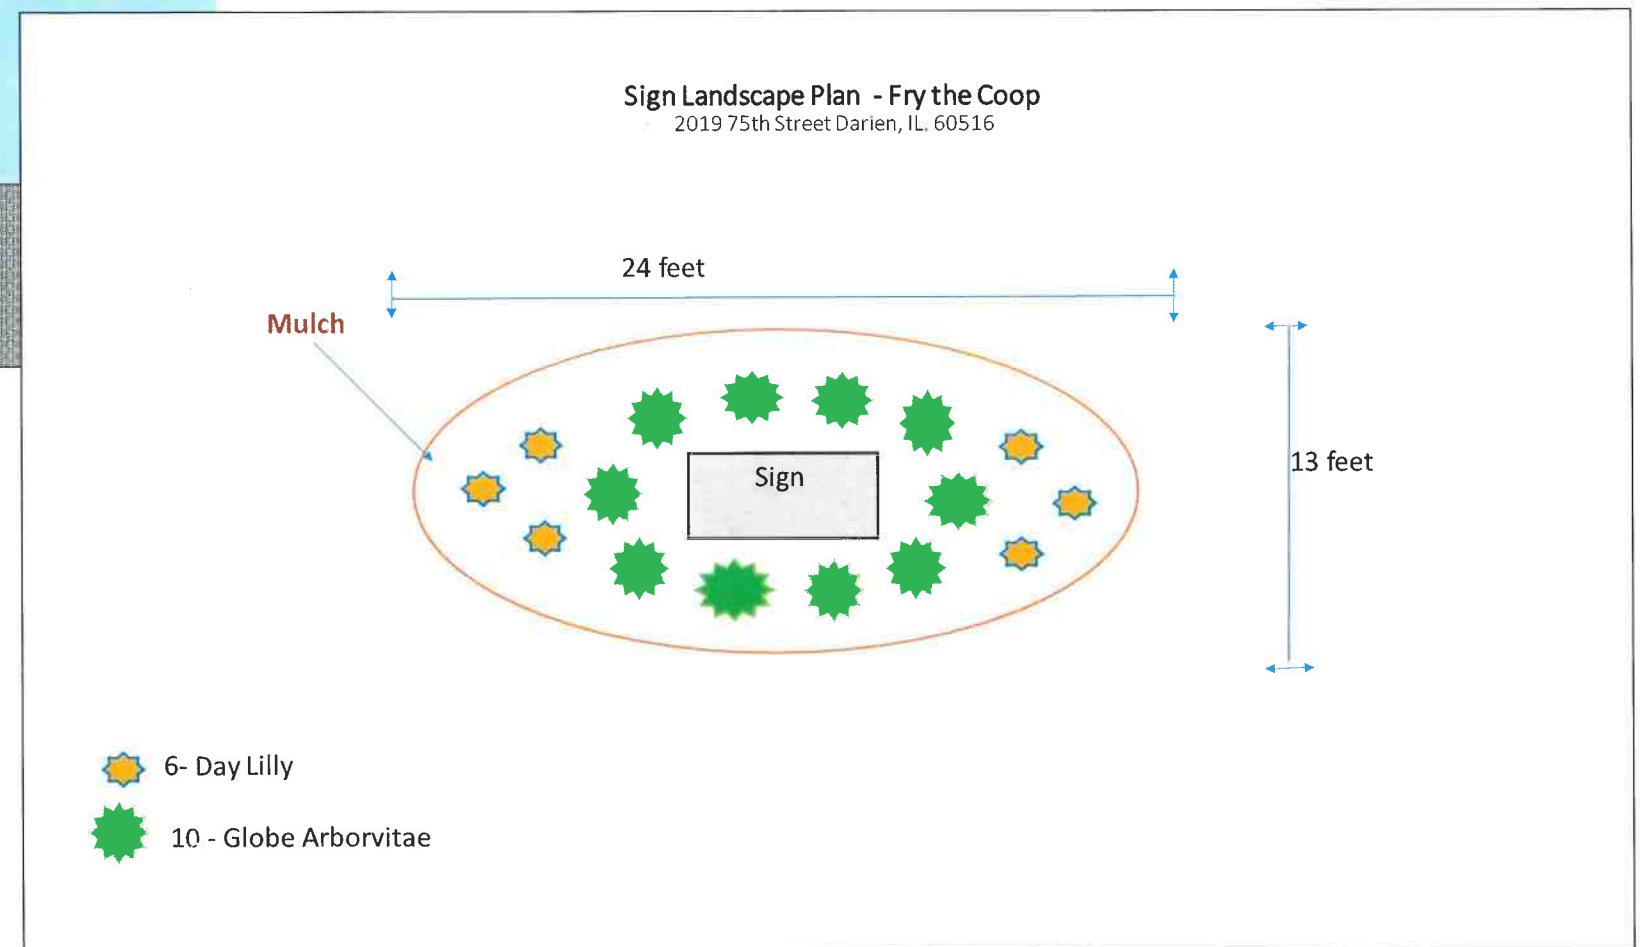 Sign Landscape Plan - Fry the Coop
2019 75th Street Darien, IL. 60516
24 feet
Mulch
13 feet
Sign
6- Day Lilly
10 - Globe Arborvitae